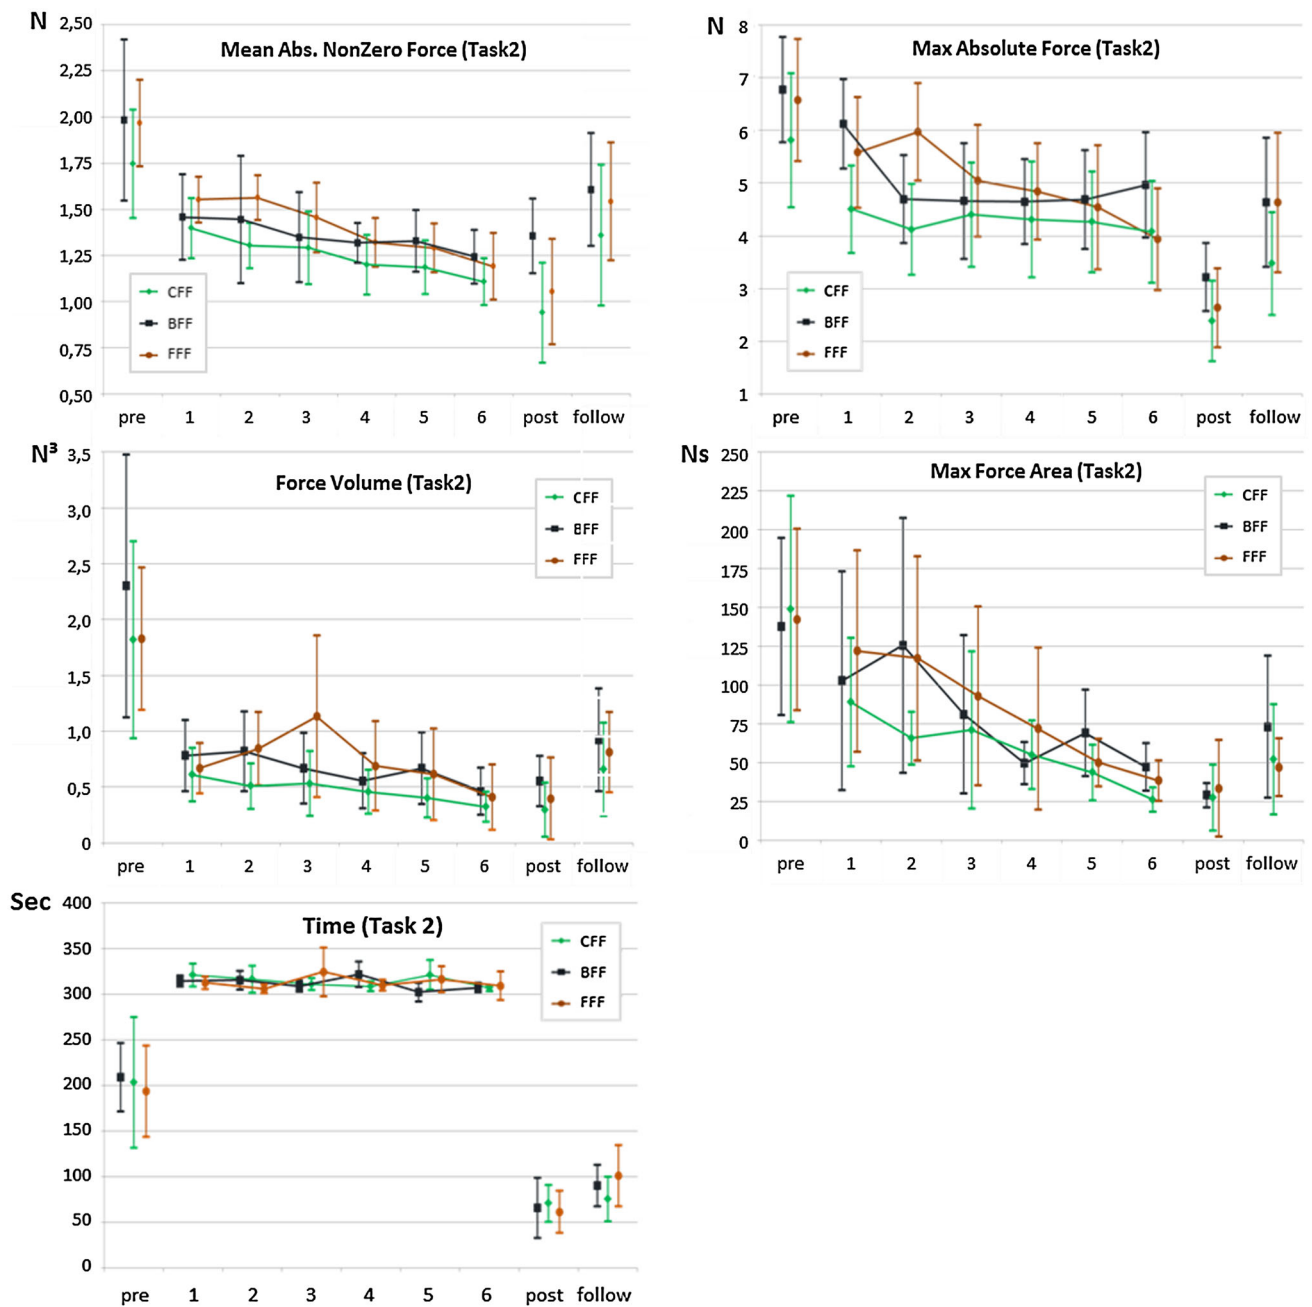 N
Mean Abs. NonZero Force (Task2)
2,50
2,25
2,00
1,75
1,50
1,25
1,00
0,75
0,50
CFF
BFF
FFF
pre 1 2 3 4 5 6 post follow
N
Max Absolute Force (Task2)
8
7
6
5
4
3
2
1
CFF
BFF
FFF
pre 1 2 3 4 5 6 post follow
N³
Force Volume (Task2)
3,5
3,0
2,5
2,0
1,5
1,0
0,5
0
CFF
BFF
FFF
pre 1 2 3 4 5 6 post follow
Ns
Max Force Area (Task2)
250
225
200
175
150
125
100
75
50
25
0
CFF
BFF
FFF
pre 1 2 3 4 5 6 post follow
Sec
Time (Task 2)
400
350
300
250
200
150
100
50
0
CFF
BFF
FFF
pre 1 2 3 4 5 6 post follow